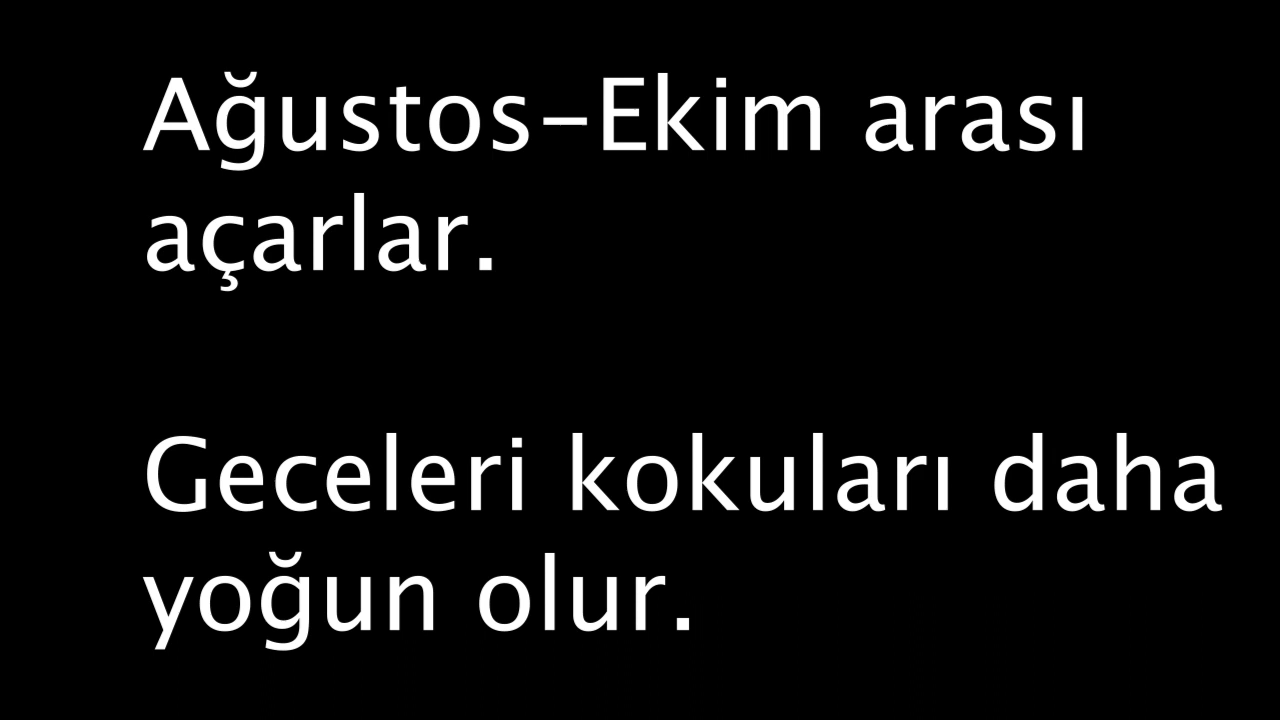 Ağustos-Ekim arası
açarlar.
Geceleri kokuları daha
yoğun olur.